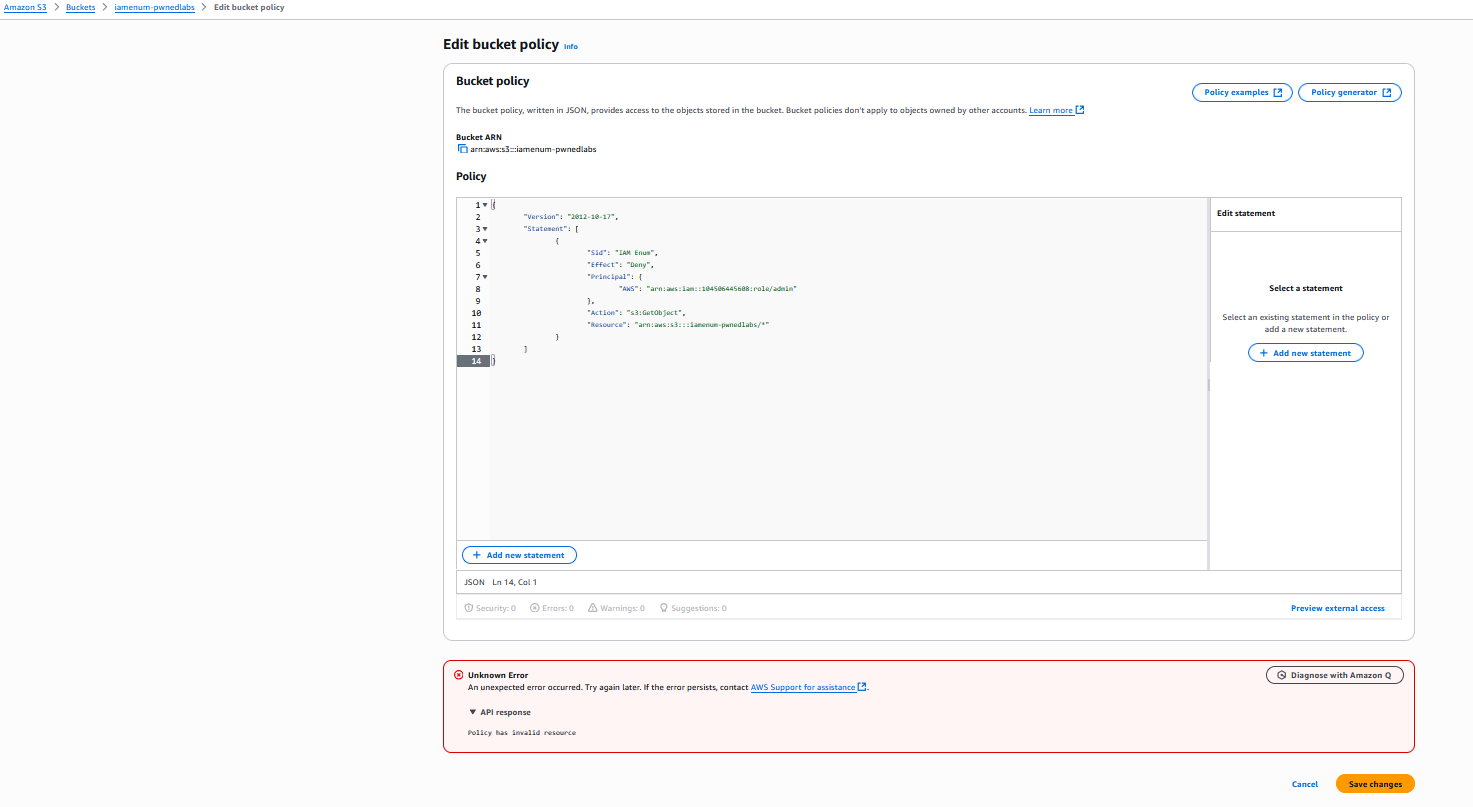 Amazon S3 > Buckets > iamenum-pwnedlabs > Edit bucket policy
Edit bucket policy Info
Bucket policy
Policy examples
Policy generator
The bucket policy, written in JSON, provides access to the objects stored in the bucket. Bucket policies don't apply to objects owned by other accounts. Learn more
Bucket ARN
arn:aws:s3:::iamenum-pwnedlabs
Policy
1 {
2 "Version": "2012-10-17",
3 "Statement": [
4 {
5 "Sid": "IAM Enum",
6 "Effect": "Deny",
7 "Principal": {
8 "AWS": "arn:aws:iam::104506445608:role/admin"
9 },
10 "Action": "s3:GetObject",
11 "Resource": "arn:aws:s3:::iamenum-pwnedlabs/*"
12 }
13 ]
14 }
Edit statement
Select a statement
Select an existing statement in the policy or
add a new statement.
+ Add new statement
+ Add new statement
JSON Ln 14, Col 1
Security: 0 Errors: 0 Warnings: 0 Suggestions: 0
Preview external access
Unknown Error
Diagnose with Amazon Q
An unexpected error occurred. Try again later. If the error persists, contact AWS Support for assistance.
API response
Policy has invalid resource
Cancel
Save changes